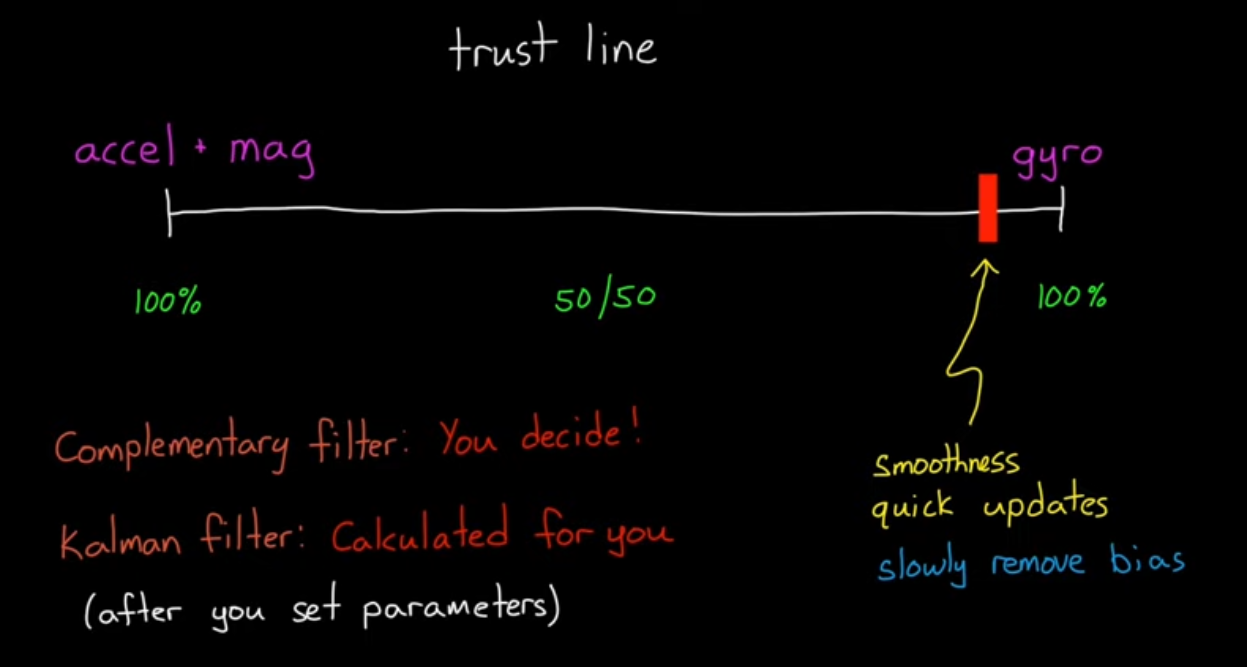 trust line
accel + mag
gyro
100%
50/50
100%
Complementary filter: You decide!
Kalman filter: Calculated for you
(after you set parameters)
smoothness
quick updates
slowly remove bias